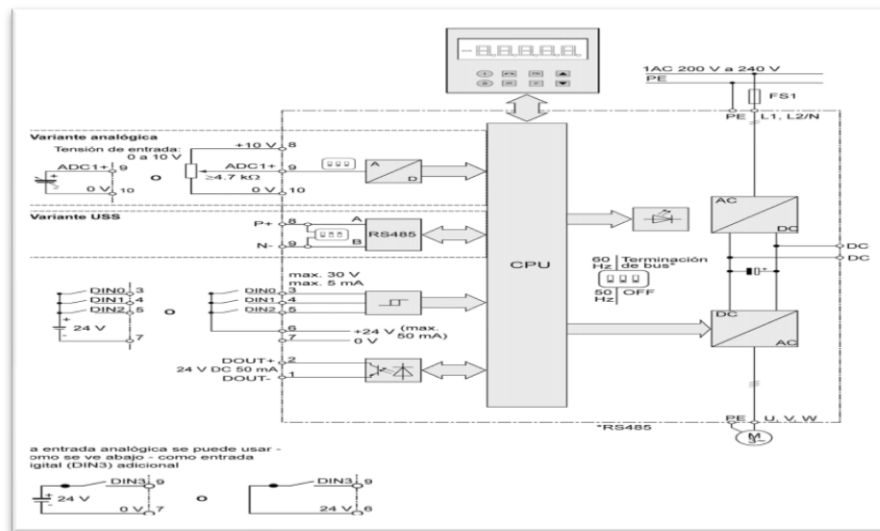 1AC 200 V a 240 V
PE
FS1
PE L1, L2/N
Variante analógica
Tensión de entrada:
0 a 10 V
ADC1+ 9
0 V 10
o
+10 V 8
ADC1+ 9
≥4.7 kΩ
0 V 10
A
D
Variante USS
P+ 8 A
N- 9 B
RS485
CPU
AC
DC
DC
DC
60 Hz
Terminación de bus*
50 Hz
OFF
max. 30 V
max. 5 mA
DIN0 3
DIN1 4
DIN2 5
24 V
7
o
DIN0 3
DIN1 4
DIN2 5
6 +24 V (max. 50 mA)
7 0 V
DC
AC
DOUT+ 2
24 V DC 50 mA
DOUT- 1
PE U, V, W
*RS485
M
a entrada analógica se puede usar -
omo se ve abajo - como entrada
igital (DIN3) adicional
DIN3 9
24 V
0 V 7
o
DIN3 9
24 V 6